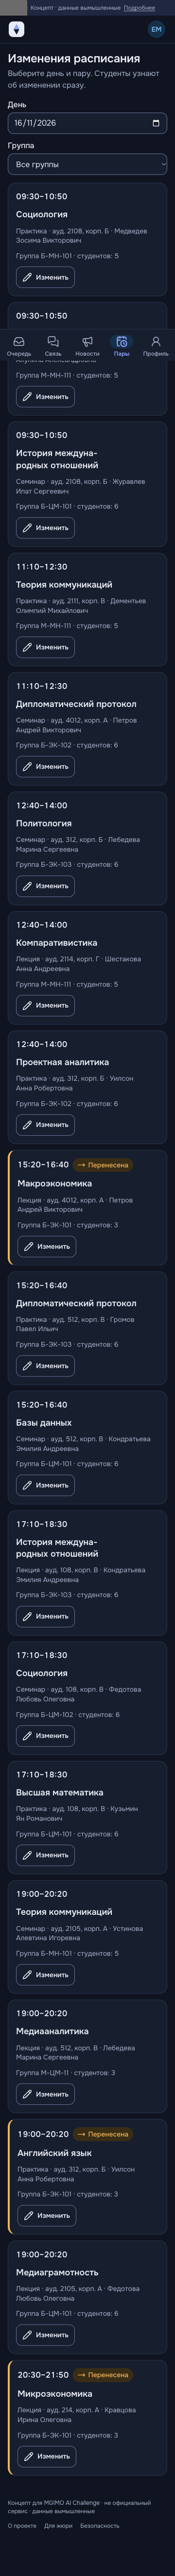 Концепт · данные вымышленные Подробнее
ЕМ
Изменения расписания
Выберите день и пару. Студенты узнают
об изменении сразу.
День
16/11/2026
Группа
Все группы
09:30–10:50
Социология
Практика · ауд. 2108, корп. Б · Медведев
Зосима Викторович
Группа Б-МН-101 · студентов: 5
Изменить
09:30–10:50
Очередь
Связь
Новости
Пары
Профиль
Группа М-МН-111 · студентов: 5
Изменить
09:30–10:50
История междуна-
родных отношений
Семинар · ауд. 2108, корп. Б · Журавлев
Ипат Сергеевич
Группа Б-ЦМ-101 · студентов: 6
Изменить
11:10–12:30
Теория коммуникаций
Практика · ауд. 2111, корп. В · Дементьев
Олимпий Михайлович
Группа М-МН-111 · студентов: 5
Изменить
11:10–12:30
Дипломатический протокол
Семинар · ауд. 4012, корп. А · Петров
Андрей Викторович
Группа Б-ЭК-102 · студентов: 6
Изменить
12:40–14:00
Политология
Семинар · ауд. 312, корп. Б · Лебедева
Марина Сергеевна
Группа Б-ЭК-103 · студентов: 6
Изменить
12:40–14:00
Компаративистика
Лекция · ауд. 2114, корп. Г · Шестакова
Анна Андреевна
Группа М-МН-111 · студентов: 5
Изменить
12:40–14:00
Проектная аналитика
Практика · ауд. 312, корп. Б · Уилсон
Анна Робертовна
Группа Б-ЭК-102 · студентов: 6
Изменить
15:20–16:40 → Перенесена
Макроэкономика
Лекция · ауд. 4012, корп. А · Петров
Андрей Викторович
Группа Б-ЭК-101 · студентов: 3
Изменить
15:20–16:40
Дипломатический протокол
Практика · ауд. 512, корп. В · Громов
Павел Ильич
Группа Б-ЭК-103 · студентов: 6
Изменить
15:20–16:40
Базы данных
Семинар · ауд. 512, корп. В · Кондратьева
Эмилия Андреевна
Группа Б-ЦМ-101 · студентов: 6
Изменить
17:10–18:30
История междуна-
родных отношений
Лекция · ауд. 108, корп. В · Кондратьева
Эмилия Андреевна
Группа Б-ЭК-103 · студентов: 6
Изменить
17:10–18:30
Социология
Семинар · ауд. 108, корп. В · Федотова
Любовь Олеговна
Группа Б-ЦМ-102 · студентов: 6
Изменить
17:10–18:30
Высшая математика
Практика · ауд. 108, корп. В · Кузьмин
Ян Романович
Группа Б-ЦМ-101 · студентов: 6
Изменить
19:00–20:20
Теория коммуникаций
Семинар · ауд. 2105, корп. А · Устинова
Алевтина Игоревна
Группа Б-МН-101 · студентов: 5
Изменить
19:00–20:20
Медиааналитика
Лекция · ауд. 512, корп. В · Лебедева
Марина Сергеевна
Группа М-ЦМ-11 · студентов: 3
Изменить
19:00–20:20 → Перенесена
Английский язык
Практика · ауд. 312, корп. Б · Уилсон
Анна Робертовна
Группа Б-ЭК-101 · студентов: 3
Изменить
19:00–20:20
Медиаграмотность
Лекция · ауд. 2105, корп. А · Федотова
Любовь Олеговна
Группа Б-ЦМ-101 · студентов: 6
Изменить
20:30–21:50 → Перенесена
Микроэкономика
Лекция · ауд. 214, корп. А · Кравцова
Ирина Олеговна
Группа Б-ЭК-101 · студентов: 3
Изменить
Концепт для MGIMO AI Challenge · не официальный
сервис · данные вымышленные
О проекте Для жюри Безопасность